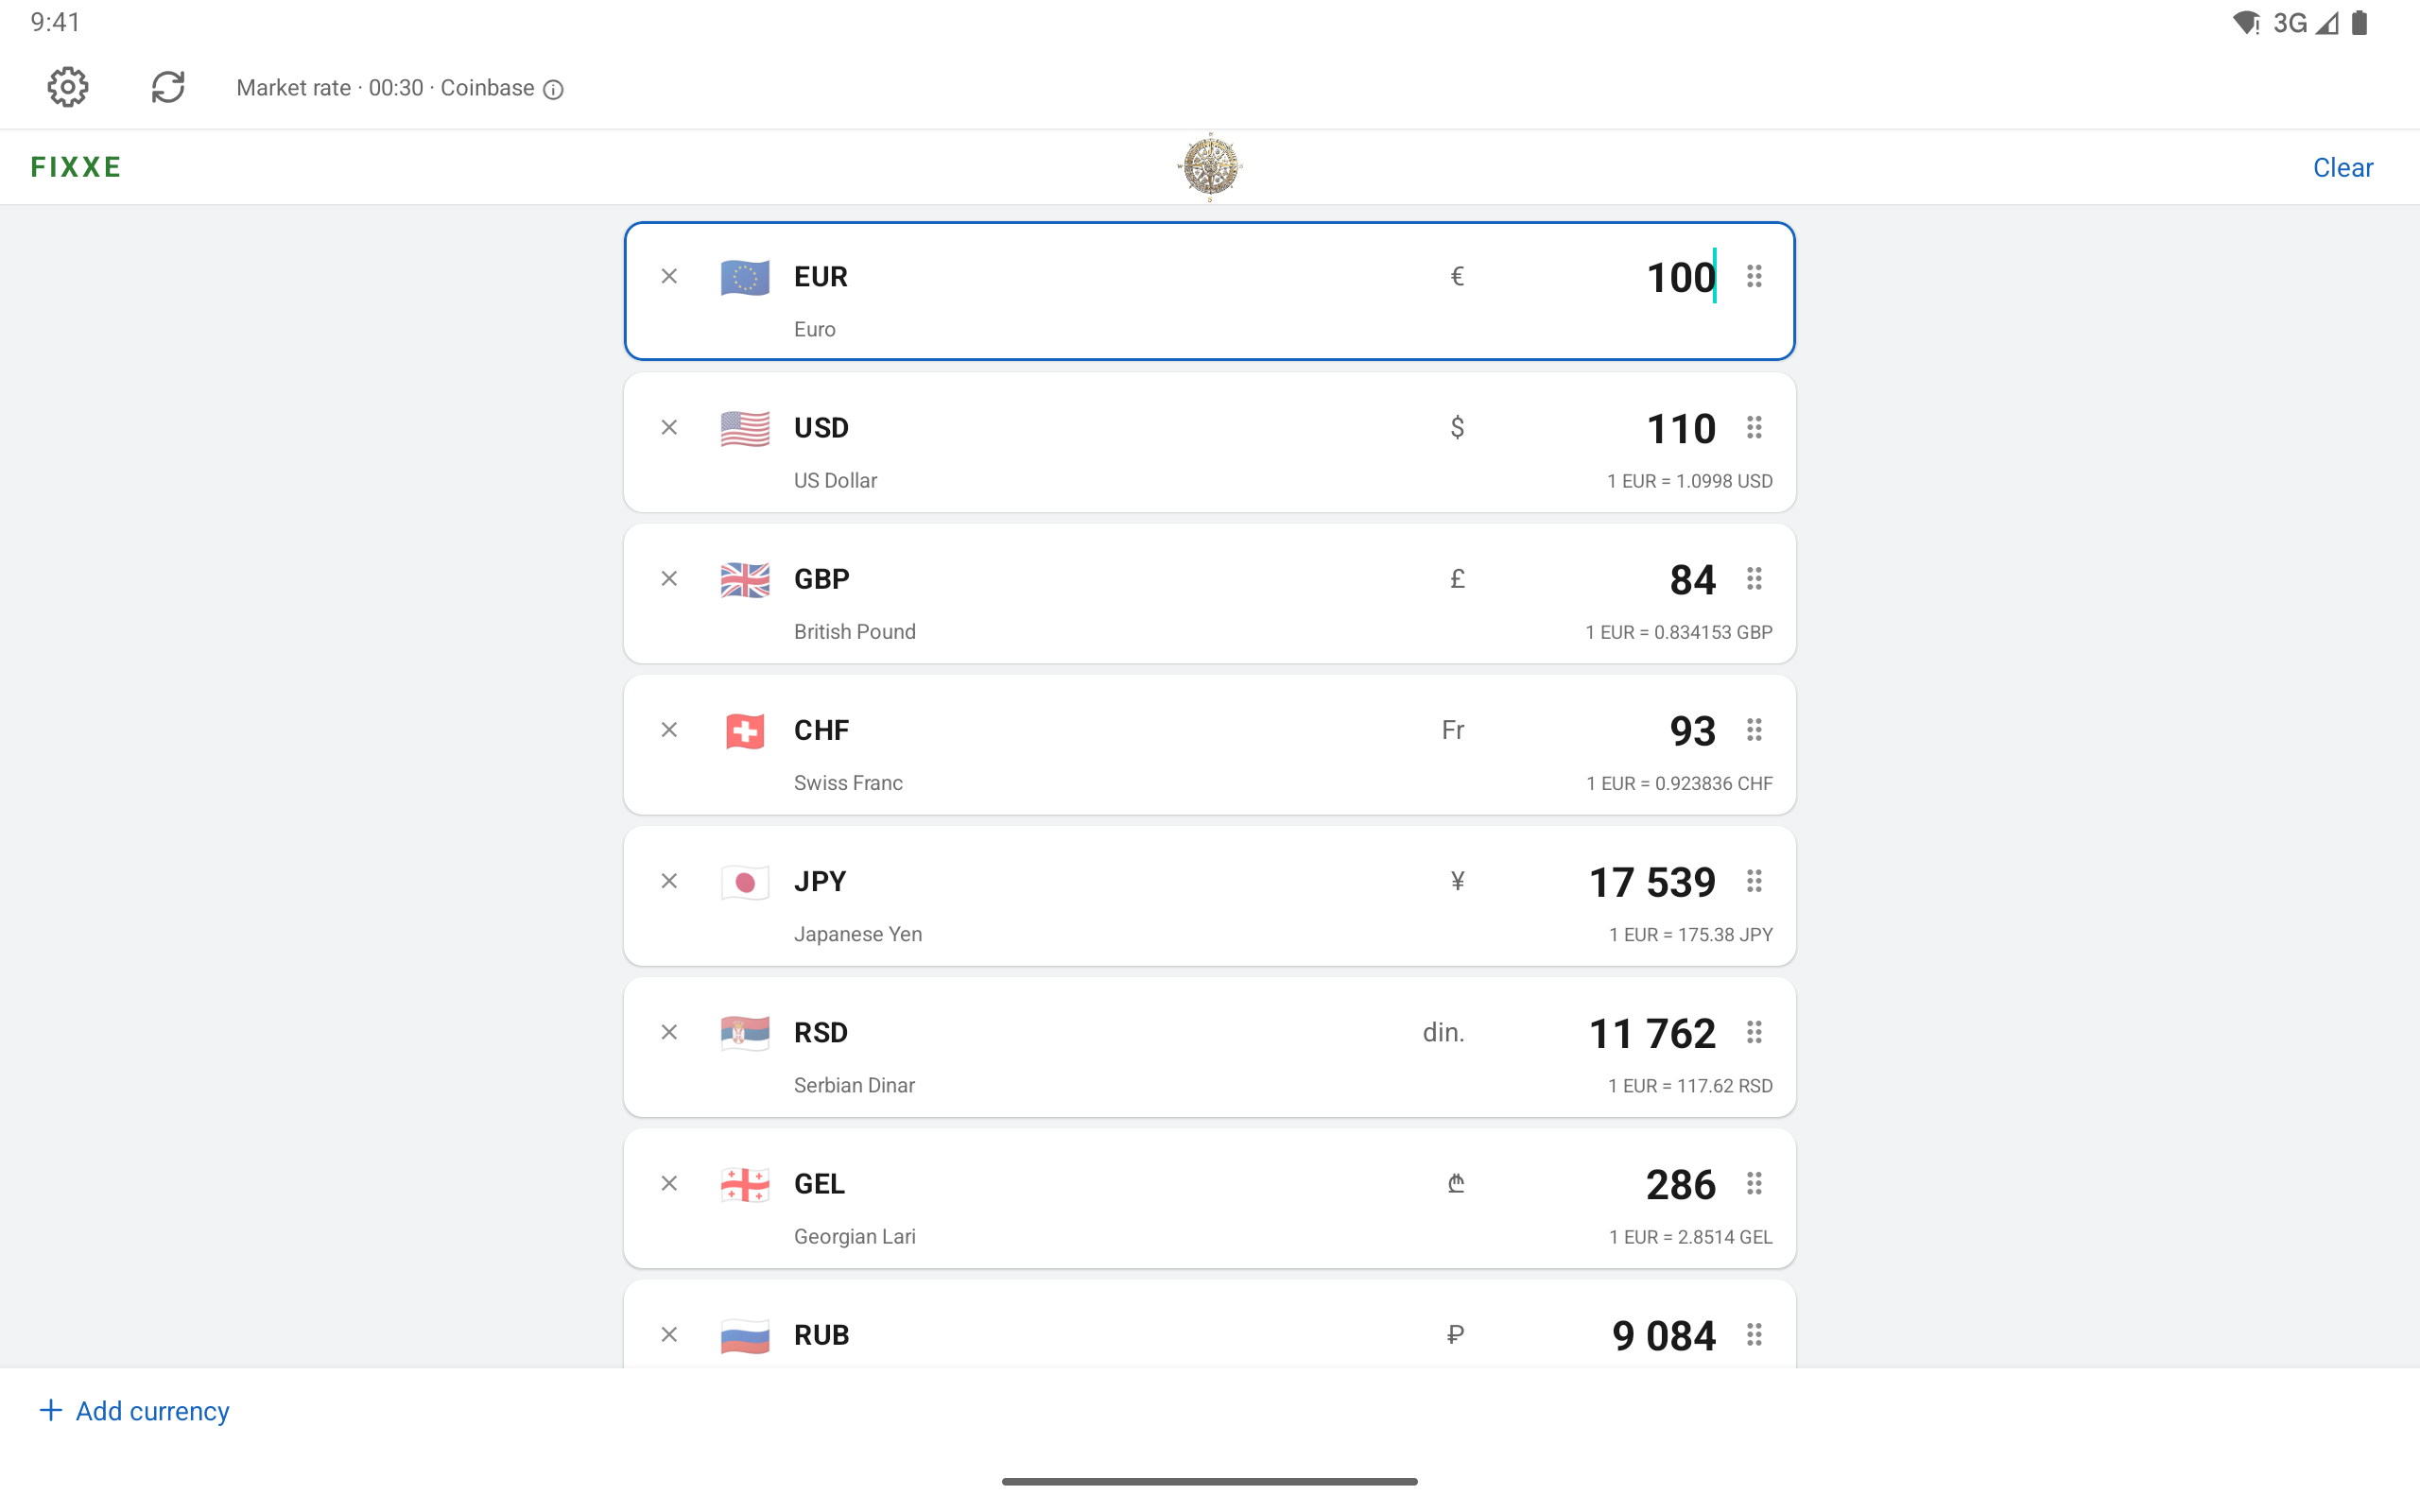 9:41
3G
Market rate · 00:30 · Coinbase
FIXXE
Clear
EUR € 100
Euro
USD $ 110
US Dollar 1 EUR = 1.0998 USD
GBP £ 84
British Pound 1 EUR = 0.834153 GBP
CHF Fr 93
Swiss Franc 1 EUR = 0.923836 CHF
JPY ¥ 17 539
Japanese Yen 1 EUR = 175.38 JPY
RSD din. 11 762
Serbian Dinar 1 EUR = 117.62 RSD
GEL ₾ 286
Georgian Lari 1 EUR = 2.8514 GEL
RUB ₽ 9 084
+ Add currency